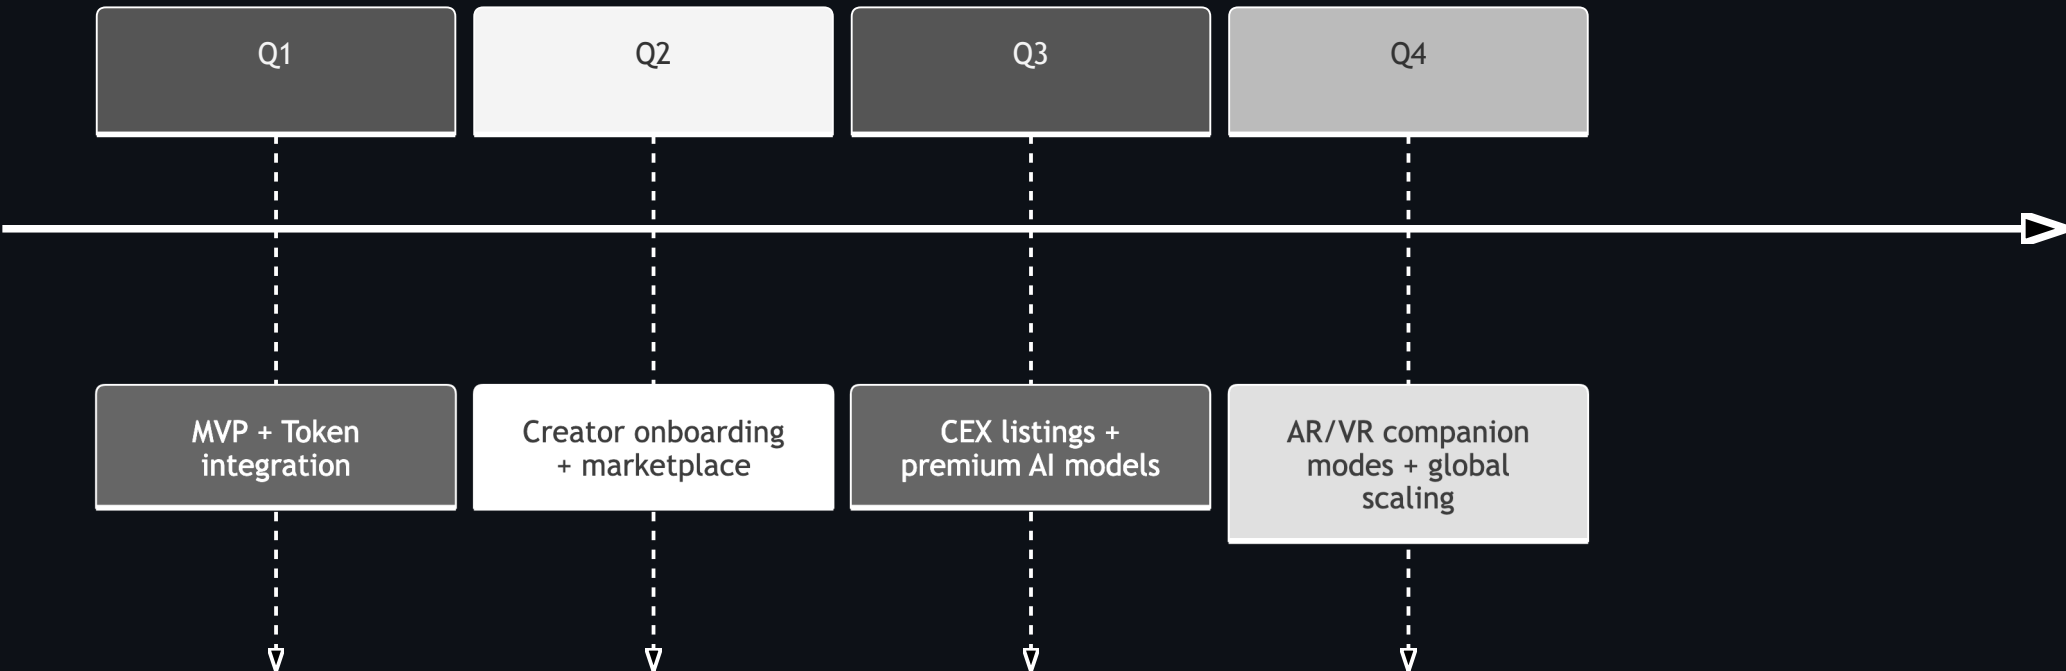 Q1
Q2
Q3
Q4
MVP + Token
integration
Creator onboarding
+ marketplace
CEX listings +
premium AI models
AR/VR companion
modes + global
scaling